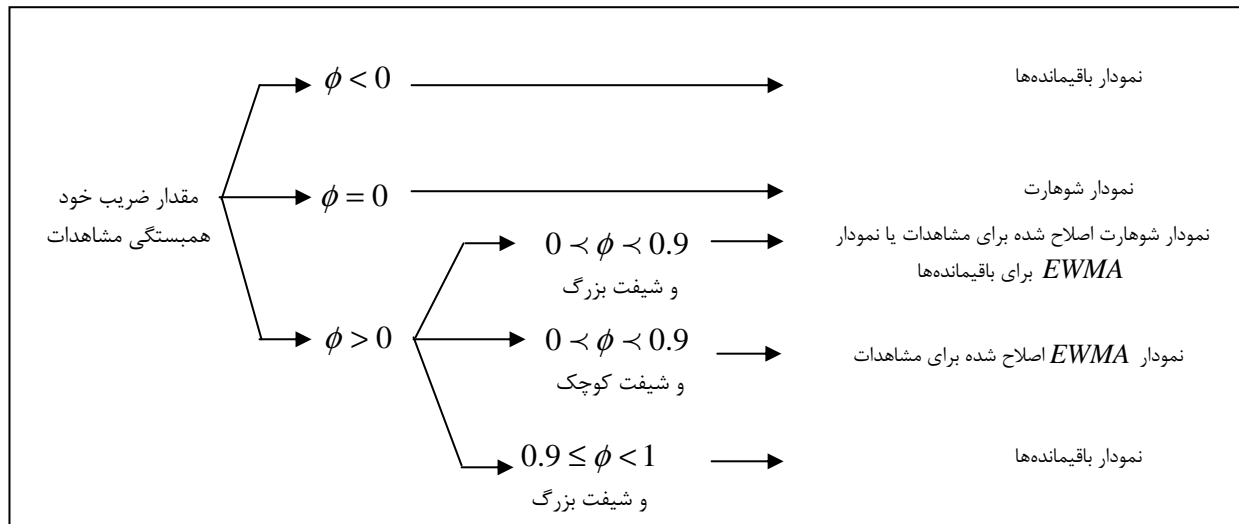 ϕ < 0
نمودار باقیمانده‌ها
مقدار ضریب خود
همبستگی مشاهدات
ϕ = 0
نمودار شوهارت
0 ≺ ϕ ≺ 0.9
و شیفت بزرگ
نمودار شوهارت اصلاح شده برای مشاهدات یا نمودار
EWMA برای باقیمانده‌ها
ϕ > 0
0 ≺ ϕ ≺ 0.9
و شیفت کوچک
نمودار EWMA اصلاح شده برای مشاهدات
0.9 ≤ ϕ < 1
و شیفت بزرگ
نمودار باقیمانده‌ها